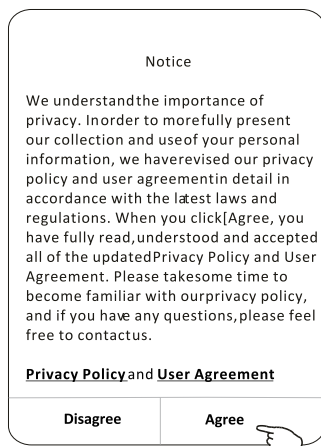 Notice
We understandthe importance of
privacy. Inorder to morefully present
our collection and useof your personal
information, we haverevised our privacy
policy and user agreementin detail in
accordance with the latest laws and
regulations. When you click[Agree, you
have fully read,understood and accepted
all of the updatedPrivacy Policy and User
Agreement. Please takesome time to
become familiar with ourprivacy policy,
and if you have any questions,please feel
free to contactus.
Privacy Policy and User Agreement
Disagree Agree